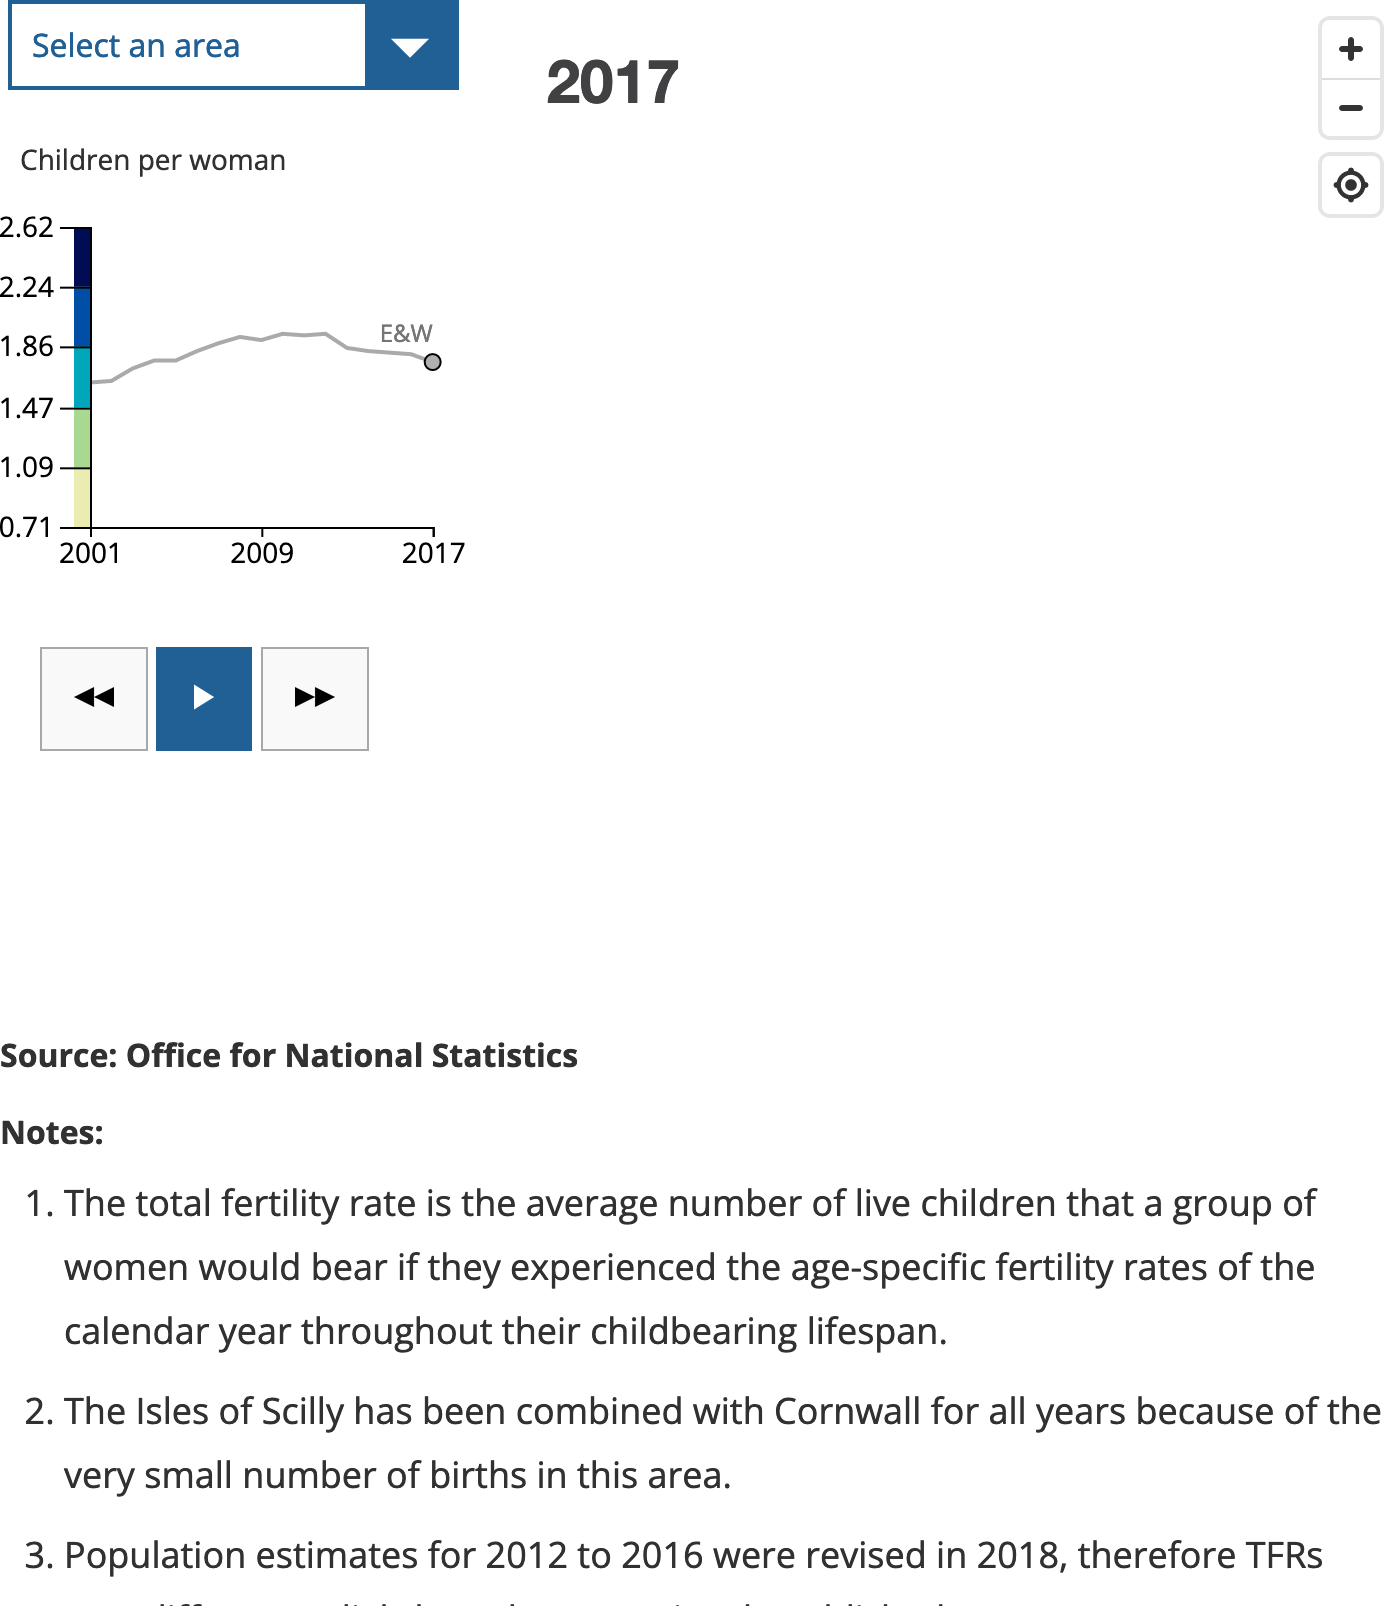 Select an area
2017
Children per woman
2.62
2.24
1.86
1.47
1.09
0.71
E&W
2001 2009 2017
Source: Office for National Statistics
Notes:
1. The total fertility rate is the average number of live children that a group of
women would bear if they experienced the age-specific fertility rates of the
calendar year throughout their childbearing lifespan.
2. The Isles of Scilly has been combined with Cornwall for all years because of the
very small number of births in this area.
3. Population estimates for 2012 to 2016 were revised in 2018, therefore TFRs